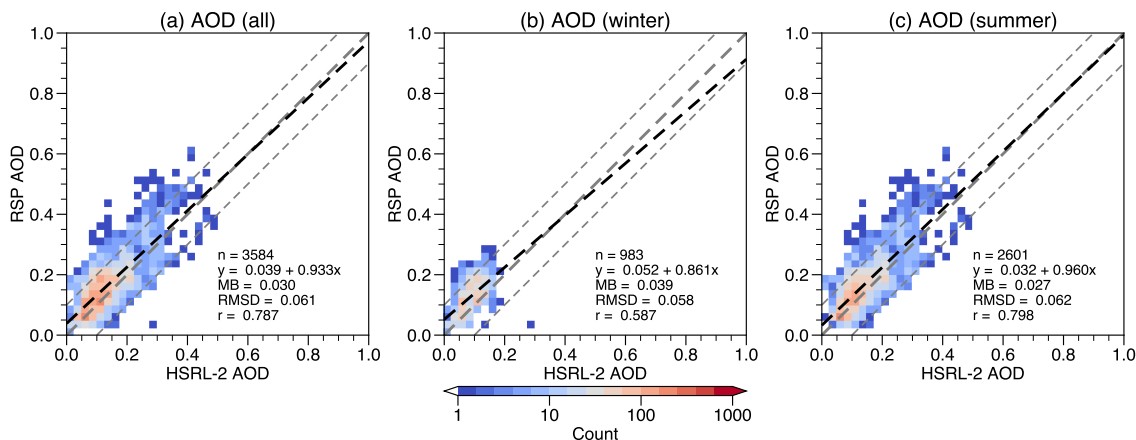 (a) AOD (all)
1.0
0.8
0.6
0.4
0.2
0.0
RSP AOD
n = 3584
y = 0.039 + 0.933x
MB = 0.030
RMSD = 0.061
r = 0.787
0.0 0.2 0.4 0.6 0.8 1.0
HSRL-2 AOD
(b) AOD (winter)
1.0
0.8
0.6
0.4
0.2
0.0
RSP AOD
n = 983
y = 0.052 + 0.861x
MB = 0.039
RMSD = 0.058
r = 0.587
0.0 0.2 0.4 0.6 0.8 1.0
HSRL-2 AOD
(c) AOD (summer)
1.0
0.8
0.6
0.4
0.2
0.0
RSP AOD
n = 2601
y = 0.032 + 0.960x
MB = 0.027
RMSD = 0.062
r = 0.798
0.0 0.2 0.4 0.6 0.8 1.0
HSRL-2 AOD
1 10 100 1000
Count